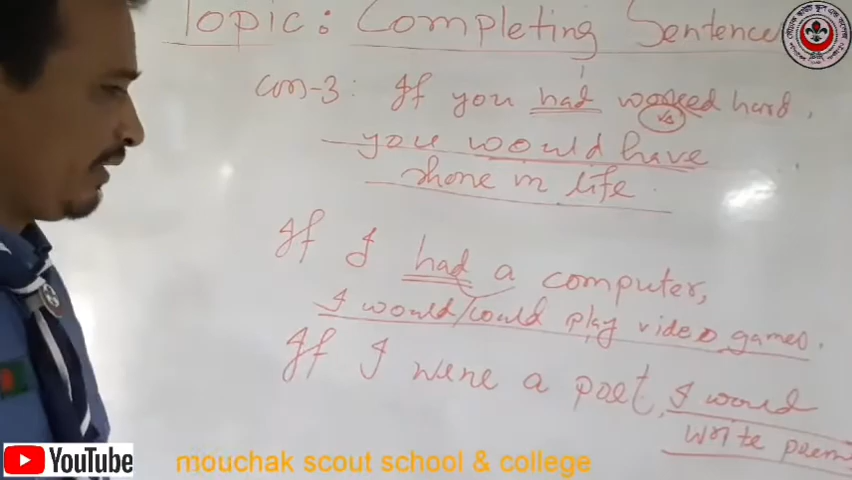 Topic: Completing Sentence
con-3: If you had worked hard,
v3
you would have
shone in life.
If I had a computer,
I would/could play video games.
If I were a poet, I would
write poem
YouTube
mouchak scout school & college